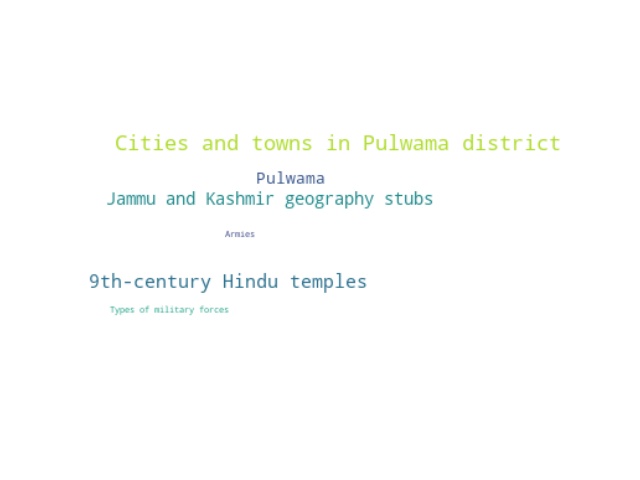 Cities and towns in Pulwama district
Pulwama
Jammu and Kashmir geography stubs
Armies
9th-century Hindu temples
Types of military forces